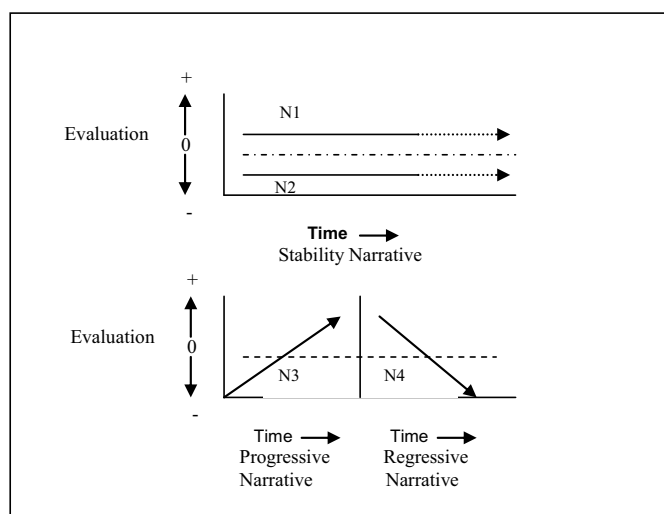 +
N1
Evaluation
0
N2
-
Time
Stability Narrative
+
Evaluation
0
N3 N4
-
Time Time
Progressive Regressive
Narrative Narrative